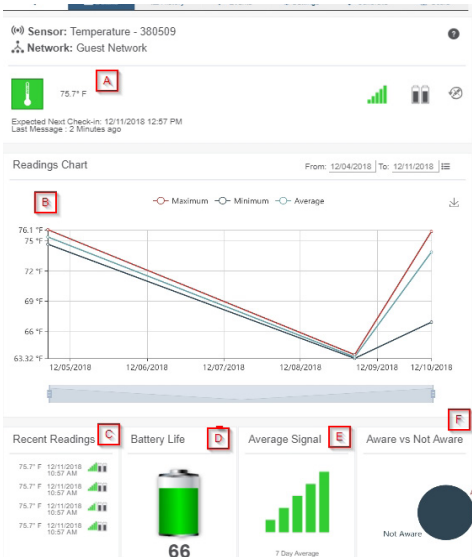 Sensor: Temperature - 380509
Network: Guest Network
?
A
75.7° F
Expected Next Check-in: 12/11/2018 12:57 PM
Last Message : 2 Minutes ago
Readings Chart
From: 12/04/2018 To: 12/11/2018
B
Maximum Minimum Average
76.1 °F
75 °F
72 °F
69 °F
66 °F
63.32 °F
12/05/2018 12/06/2018 12/07/2018 12/08/2018 12/09/2018 12/10/2018
Recent Readings C
Battery Life D
Average Signal E
Aware vs Not Aware F
75.7° F 12/11/2018 10:57 AM
75.7° F 12/11/2018 10:57 AM
75.7° F 12/11/2018 10:57 AM
75.7° F 12/11/2018 10:57 AM
66
7 Day Average
Not Aware